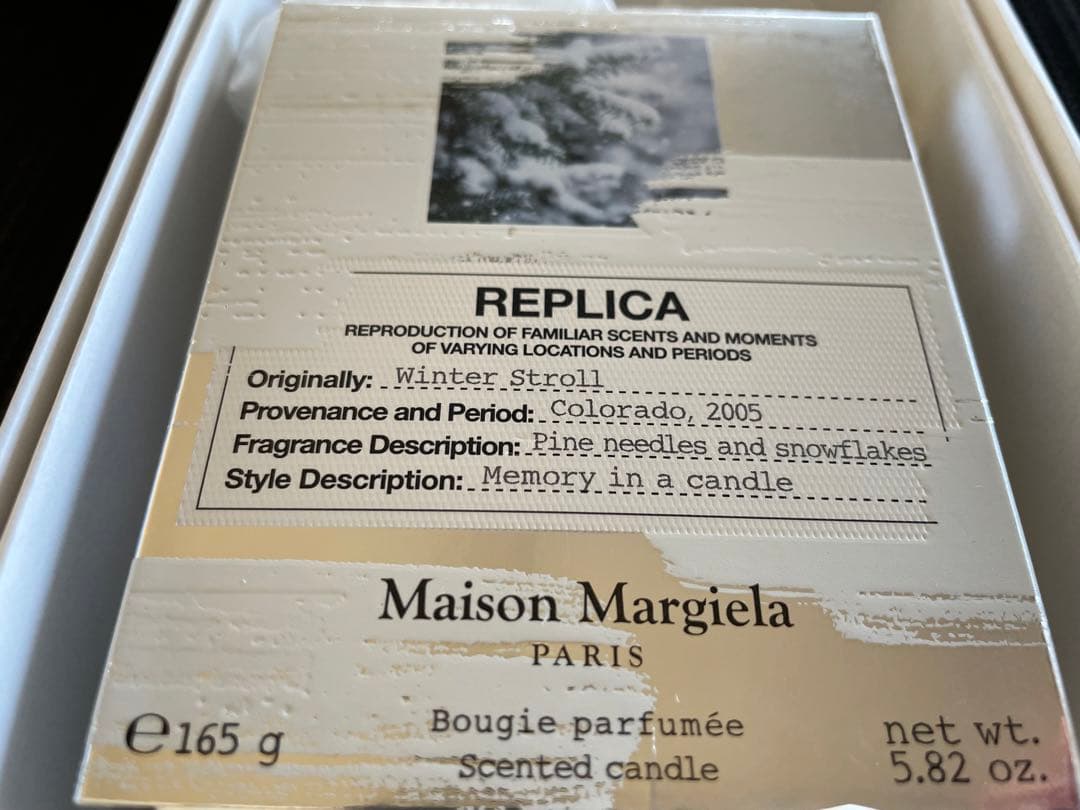 REPLICA
REPRODUCTION OF FAMILIAR SCENTS AND MOMENTS
OF VARYING LOCATIONS AND PERIODS
Originally: Winter Stroll
Provenance and Period: Colorado, 2005
Fragrance Description: Pine needles and snowflakes
Style Description: Memory in a candle
Maison Margiela
PARIS
Bougie parfumée
Scented candle
℮165 g
net wt.
5.82 oz.